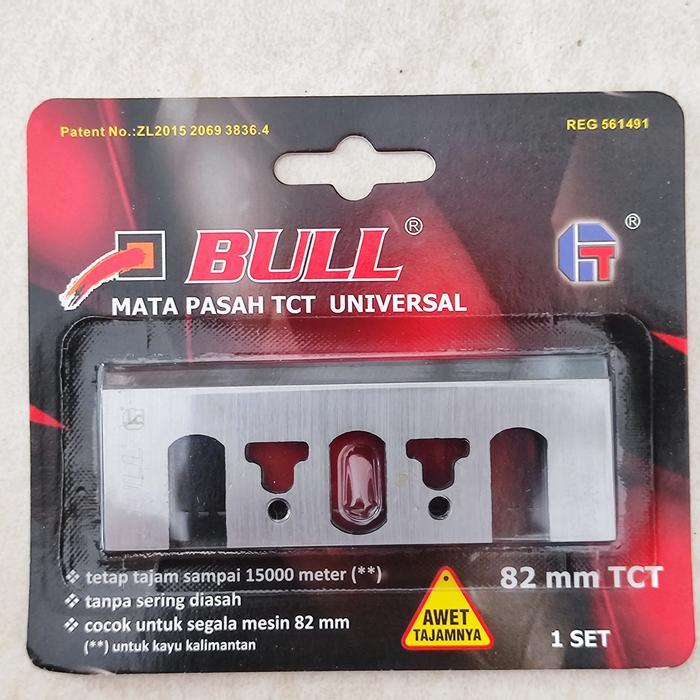 Patent No.:ZL2015 2069 3836.4
REG 561491
BULL®
®
MATA PASAH TCT UNIVERSAL
❖ tetap tajam sampai 15000 meter (**)
❖ tanpa sering diasah
❖ cocok untuk segala mesin 82 mm
(**) untuk kayu kalimantan
AWET
TAJAMNYA
82 mm TCT
1 SET